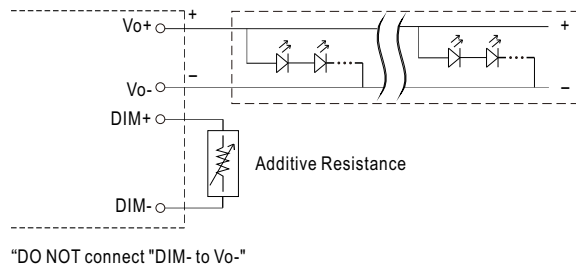 Vo+
+
+
Vo-
−
−
DIM+
Additive Resistance
DIM-
“DO NOT connect "DIM- to Vo-"